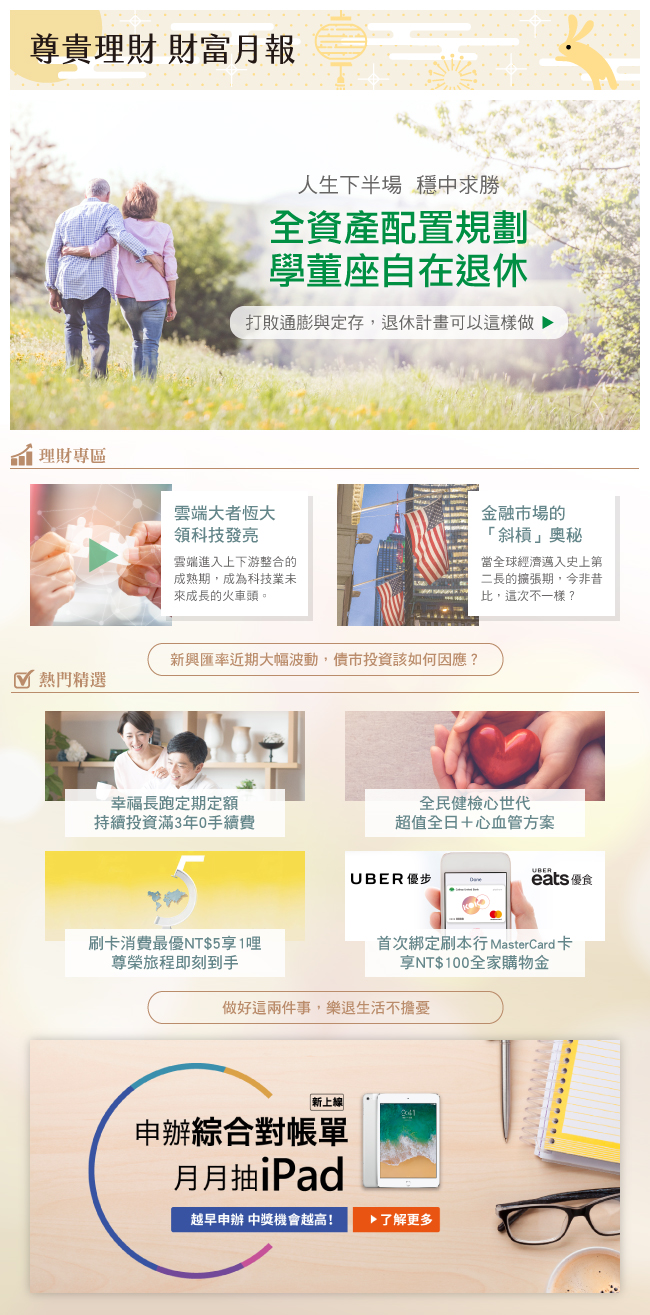 尊貴理財 財富月報
人生下半場 穩中求勝
全資產配置規劃
學董座自在退休
打敗通膨與定存，退休計畫可以這樣做
理財專區
雲端大者恆大
領科技發亮
雲端進入上下游整合的
成熟期，成為科技業未
來成長的火車頭。
金融市場的
「斜槓」奧秘
當全球經濟邁入史上第
二長的擴張期，今非昔
比，這次不一樣？
新興匯率近期大幅波動，債市投資該如何因應？
熱門精選
幸福長跑定期定額
持續投資滿3年0手續費
全民健檢心世代
超值全日＋心血管方案
5
刷卡消費最優NT$5享1哩
尊榮旅程即刻到手
UBER 優步
Done
UBER
eats 優食
首次綁定刷本行MasterCard卡
享NT$100全家購物金
做好這兩件事，樂退生活不擔憂
新上線
申辦綜合對帳單
月月抽iPad
9:41
越早申辦 中獎機會越高！
了解更多